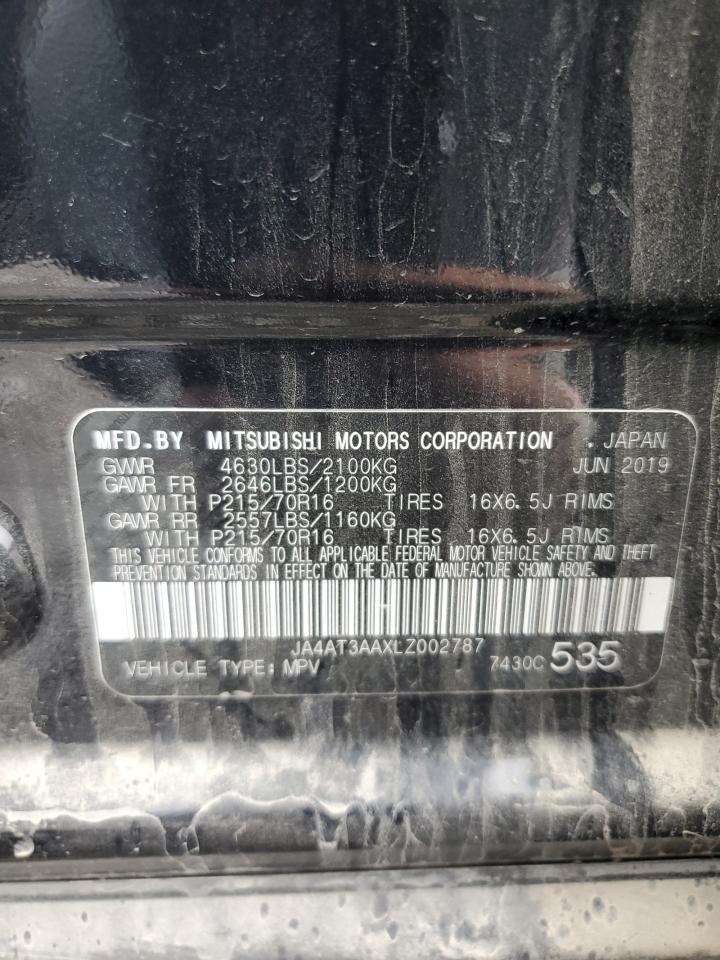 MFD.BY MITSUBISHI MOTORS CORPORATION . JAPAN
GVWR 4630LBS/2100KG JUN 2019
GAWR FR 2646LBS/1200KG
WITH P215/70R16 TIRES 16X6.5J RIMS
GAWR RR 2557LBS/1160KG
WITH P215/70R16 TIRES 16X6.5J RIMS
THIS VEHICLE CONFORMS TO ALL APPLICABLE FEDERAL MOTOR VEHICLE SAFETY AND THEFT
PREVENTION STANDARDS IN EFFECT ON THE DATE OF MANUFACTURE SHOWN ABOVE.
JA4AT3AAXLZ002787
VEHICLE TYPE: MPV 7430C 535